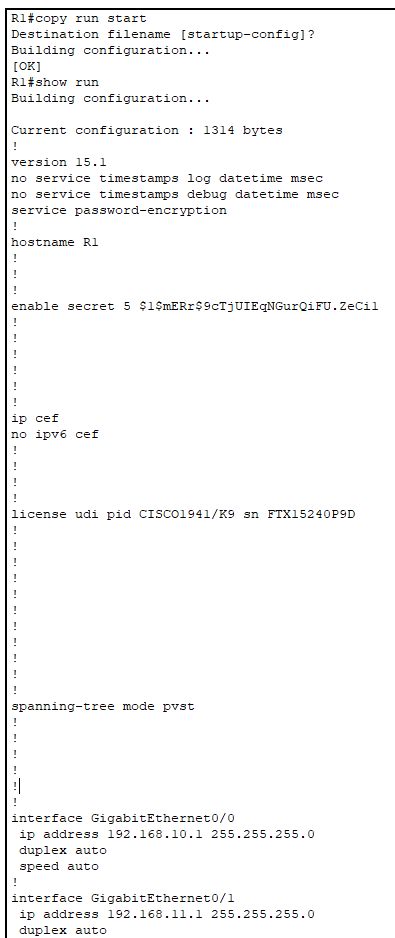 R1#copy run start
Destination filename [startup-config]?
Building configuration...
[OK]
R1#show run
Building configuration...
Current configuration : 1314 bytes
!
version 15.1
no service timestamps log datetime msec
no service timestamps debug datetime msec
service password-encryption
!
hostname R1
!
!
!
enable secret 5 $1$mERr$9cTjUIEqNGurQiFU.ZeCi1
!
!
!
!
!
!
ip cef
no ipv6 cef
!
!
!
!
license udi pid CISCO1941/K9 sn FTX15240P9D
!
!
!
!
!
!
!
!
!
!
!
spanning-tree mode pvst
!
!
!
!
!
!
interface GigabitEthernet0/0
ip address 192.168.10.1 255.255.255.0
duplex auto
speed auto
!
interface GigabitEthernet0/1
ip address 192.168.11.1 255.255.255.0
duplex auto